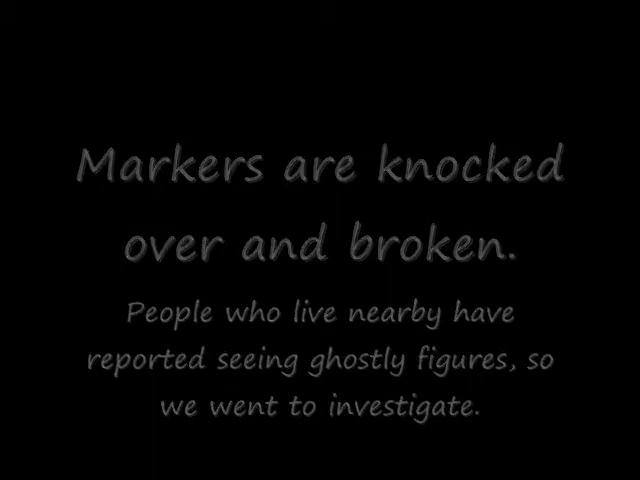 Markers are knocked
over and broken.
People who live nearby have
reported seeing ghostly figures, so
we went to investigate.